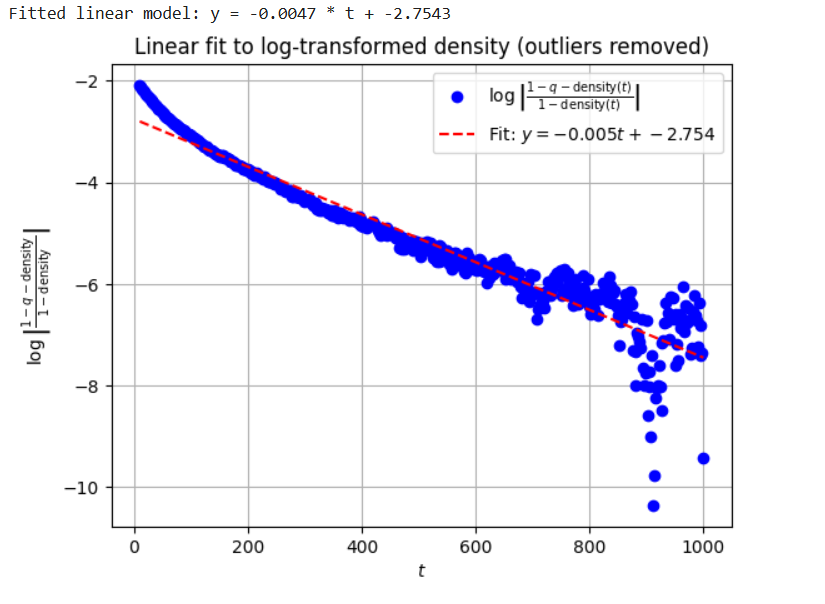 Fitted linear model: y = -0.0047 * t + -2.7543
Linear fit to log-transformed density (outliers removed)
log |(1 − q − density(t))/(1 − density(t))|
Fit: y = −0.005t + −2.754
log |(1 − q − density)/(1 − density)|
−2
−4
−6
−8
−10
0 200 400 600 800 1000
t